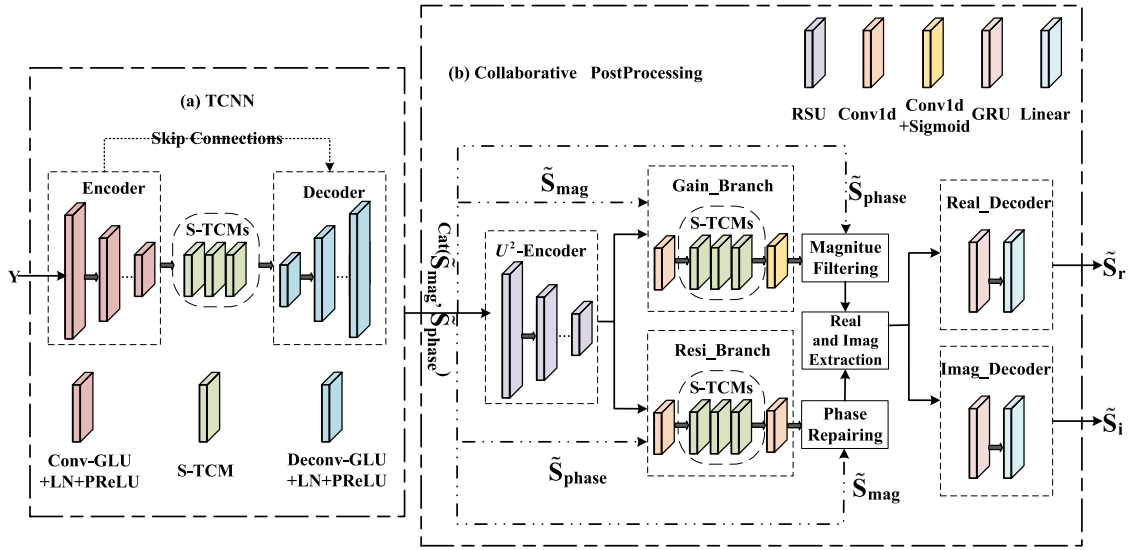 (a) TCNN
Skip Connections
Encoder
Decoder
S-TCMs
Y
Conv-GLU
+LN+PReLU
S-TCM
Deconv-GLU
+LN+PReLU
(b) Collaborative PostProcessing
RSU
Conv1d
Conv1d
+Sigmoid
GRU
Linear
Cat(S̃mag, S̃phase)
U²-Encoder
S̃mag
Gain_Branch
S-TCMs
S̃phase
Magnitue
Filtering
Real
and Imag
Extraction
Resi_Branch
S-TCMs
Phase
Repairing
S̃phase
S̃mag
Real_Decoder
S̃r
Imag_Decoder
S̃i